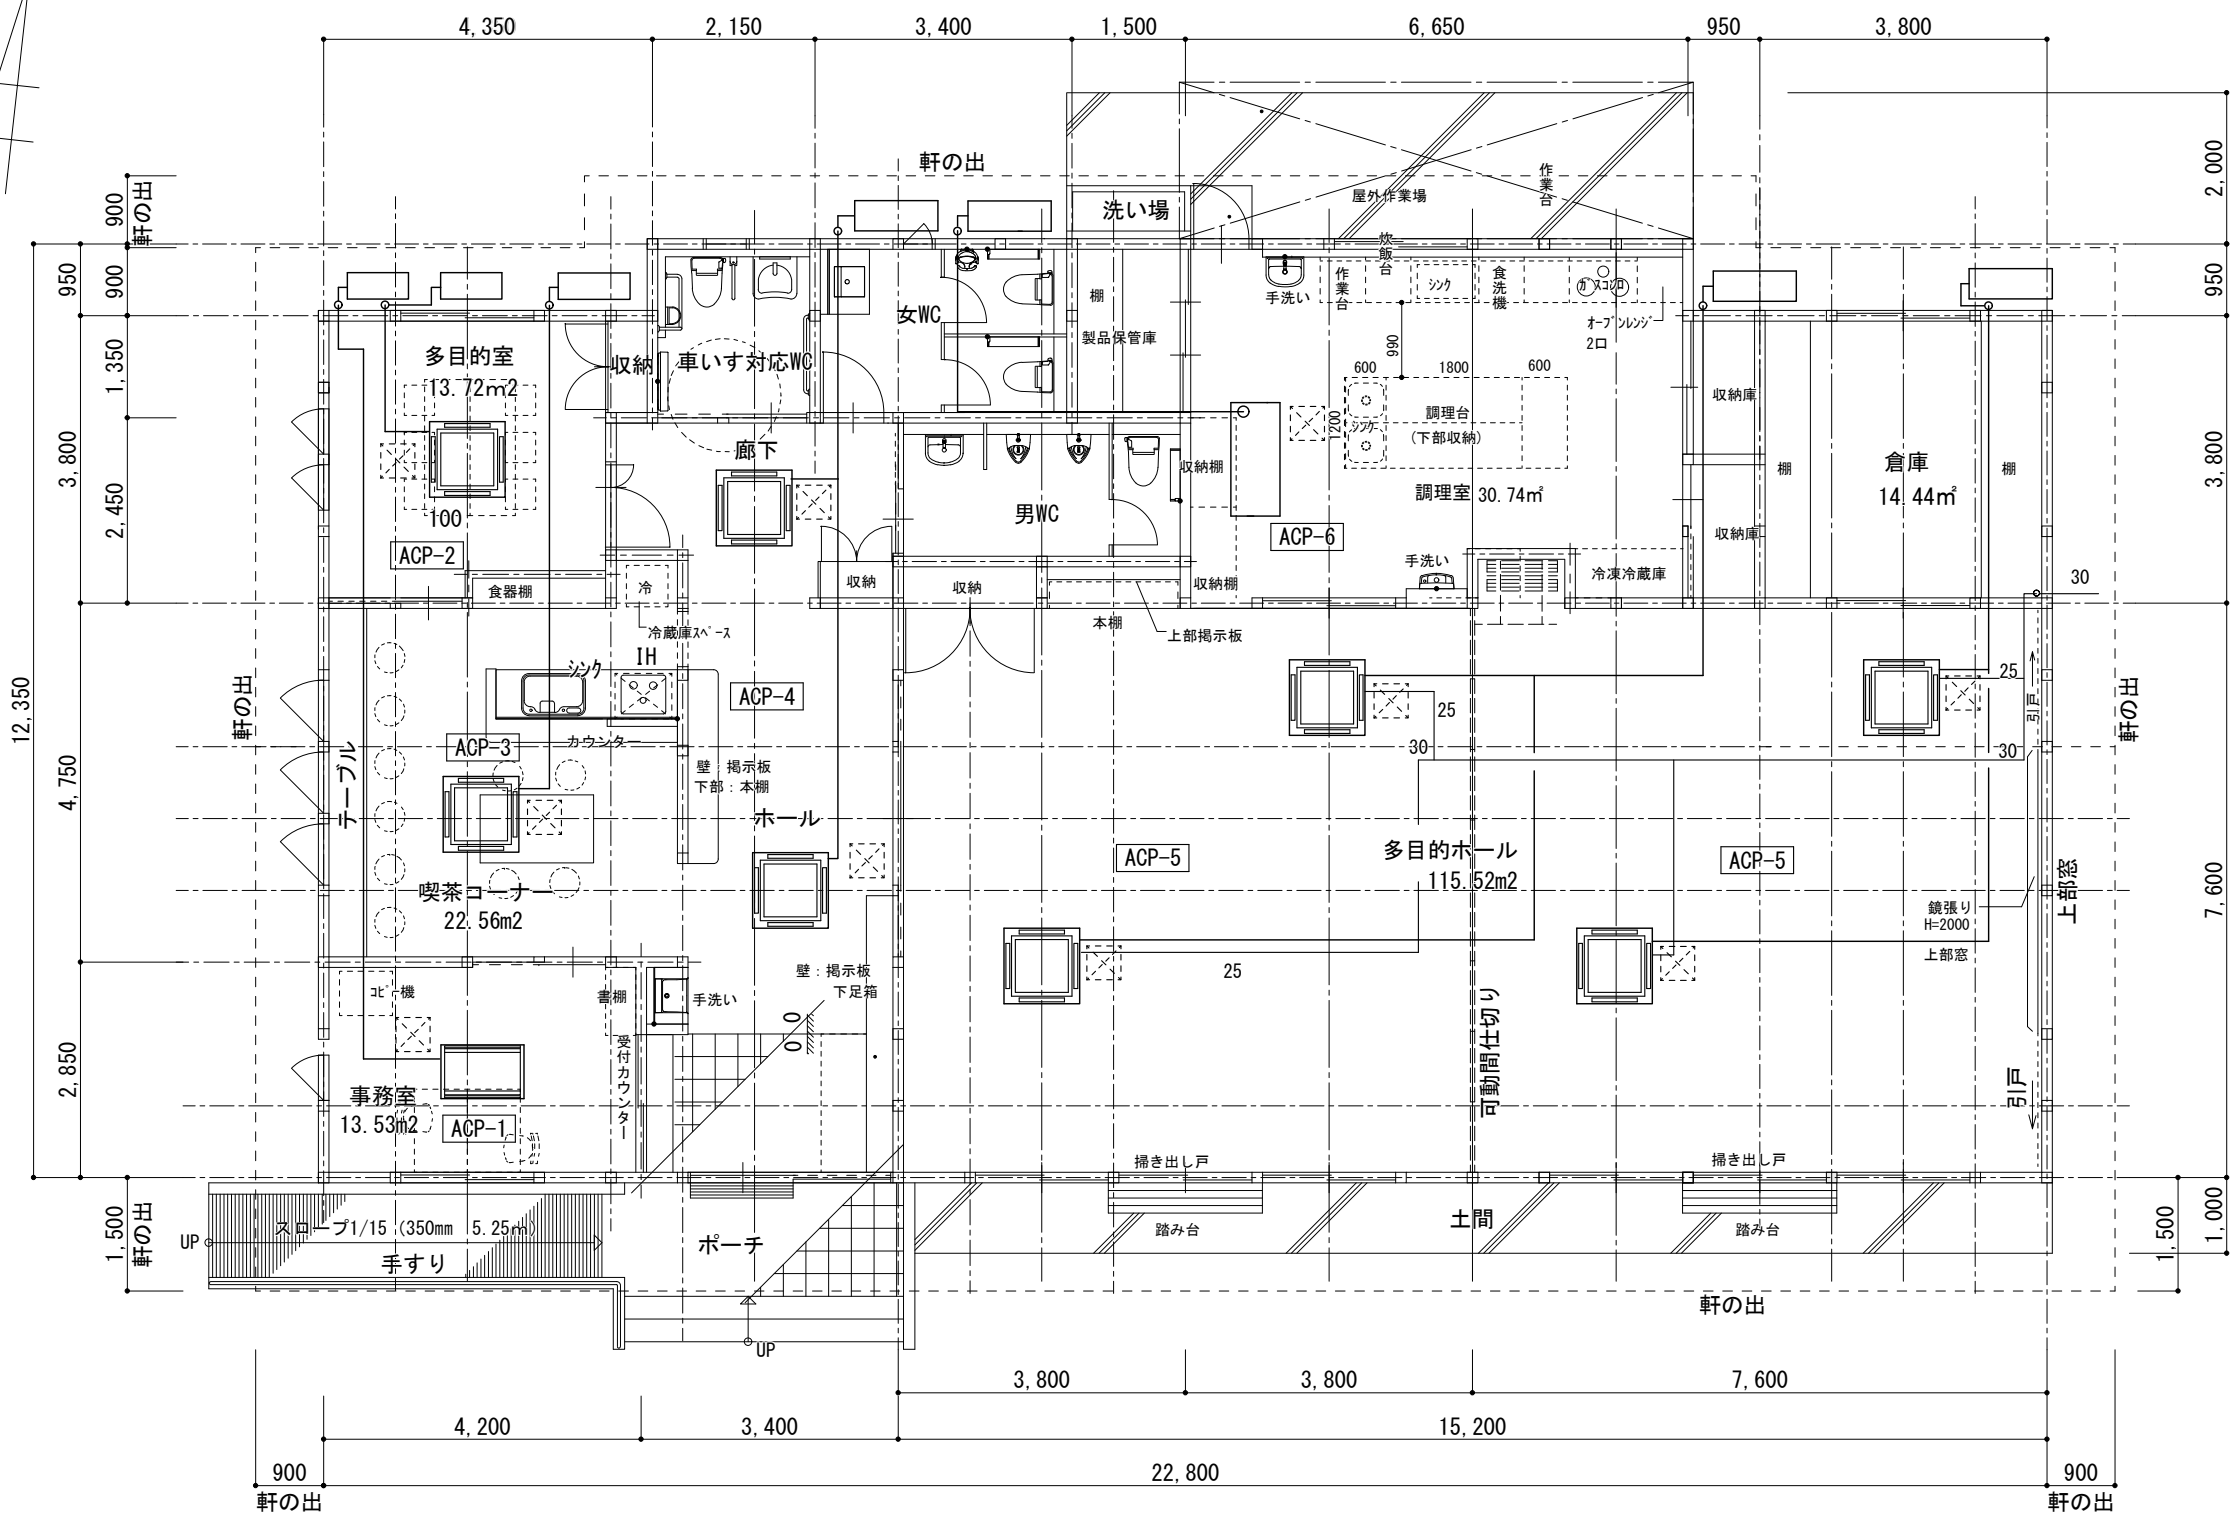 4,350
2,150
3,400
1,500
6,650
950
3,800
軒の出
2,000
900
軒の出
洗い場
屋外作業場
作業台
950
900
炊飯台
手洗い
作業台
シンク
食洗機
ガスコンロ
950
棚
女WC
製品保管庫
オーブンレンジ
2口
1,350
多目的室
13.72m2
収納
車いす対応WC
990
600
1800
600
収納庫
調理台
(下部収納)
シンク
1200
3,800
廊下
収納棚
棚
倉庫
14.44㎡
棚
3,800
2,450
100
男WC
調理室 30.74㎡
ACP-2
ACP-6
収納庫
食器棚
冷
収納
収納
収納棚
手洗い
冷凍冷蔵庫
30
冷蔵庫スペース
本棚
上部掲示板
12,350
シンク
IH
ACP-4
25
25
引戸
軒の出
軒の出
ACP-3
カウンター
30
30
テーブル
壁：掲示板
下部：本棚
4,750
ホール
ACP-5
多目的ホール
115.52m2
ACP-5
喫茶コーナー
22.56m2
鏡張り
H=2000
上部窓
上部窓
7,600
壁：掲示板
下足箱
25
コピー機
書棚
手洗い
0
0
2,850
受付カウンター
可動間仕切り
事務室
13.53m2
ACP-1
引戸
掃き出し戸
掃き出し戸
1,500
軒の出
スロープ1/15 (350mm 5.25m)
UP
手すり
ポーチ
踏み台
土間
踏み台
1,500
1,000
軒の出
UP
3,800
3,800
7,600
4,200
3,400
15,200
900
22,800
900
軒の出
軒の出